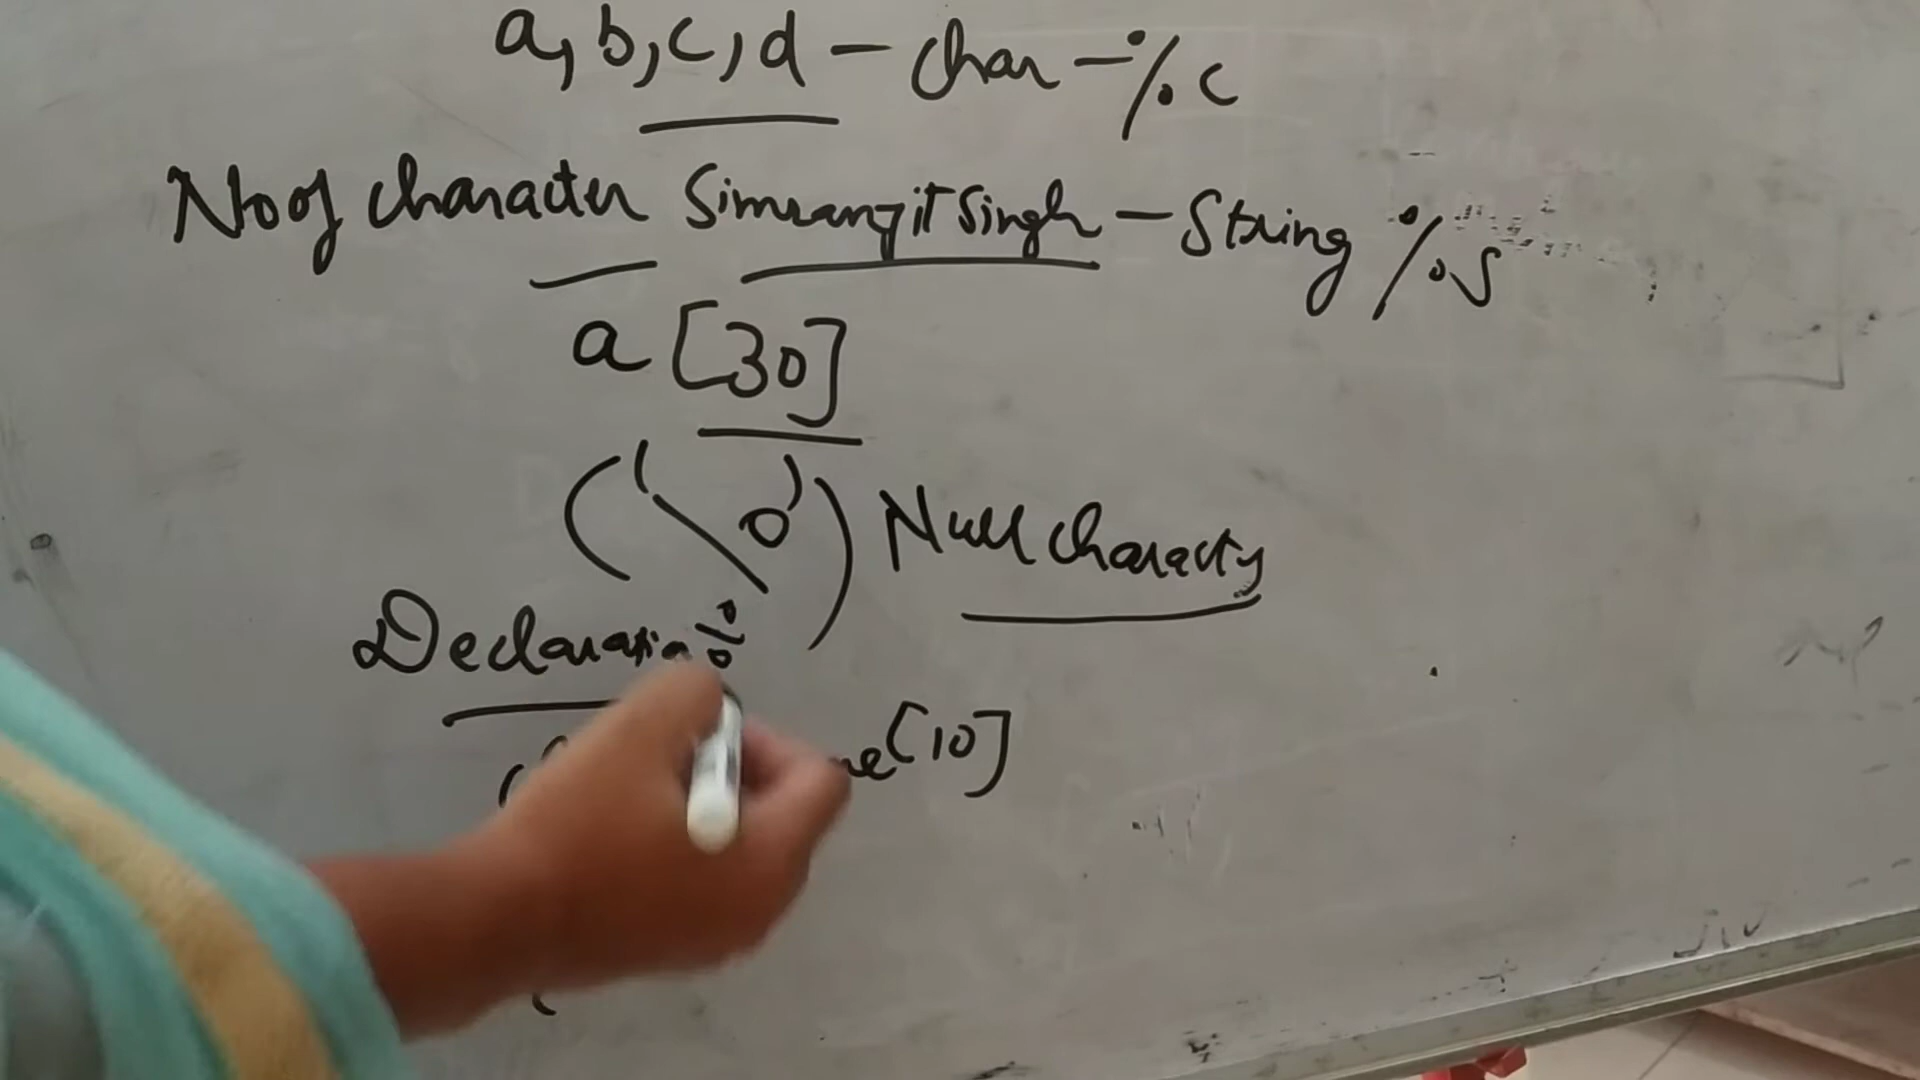 a, b, c, d - char - %c
No of character Simranjit Singh - String %s
a [30]
('\0') Null character
Declaration :
[10]